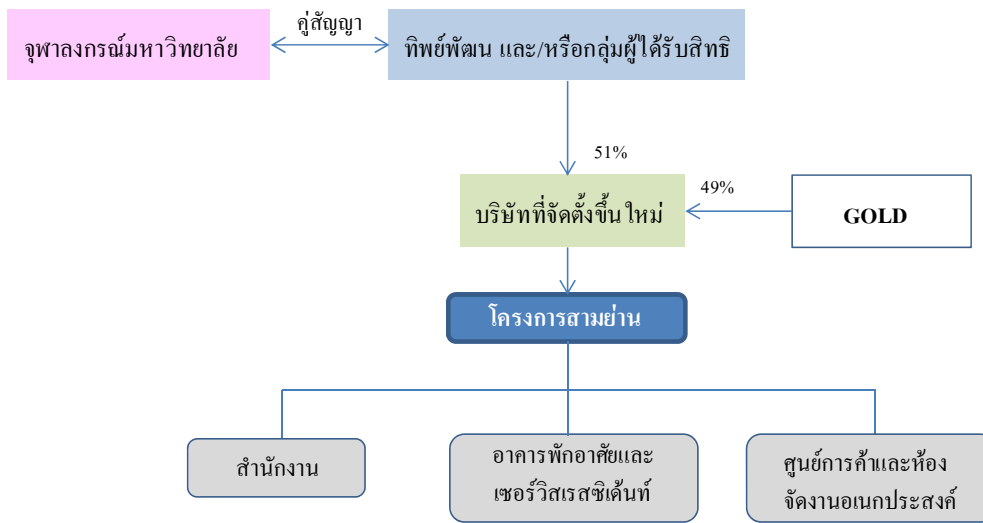 คู่สัญญา
จุฬาลงกรณ์มหาวิทยาลัย
ทิพย์พัฒน และ/หรือกลุ่มผู้ได้รับสิทธิ
51%
49%
บริษัทที่จัดตั้งขึ้นใหม่
GOLD
โครงการสามย่าน
สำนักงาน
อาคารพักอาศัยและ
เซอร์วิสเรสซิเด้นท์
ศูนย์การค้าและห้อง
จัดงานอเนกประสงค์